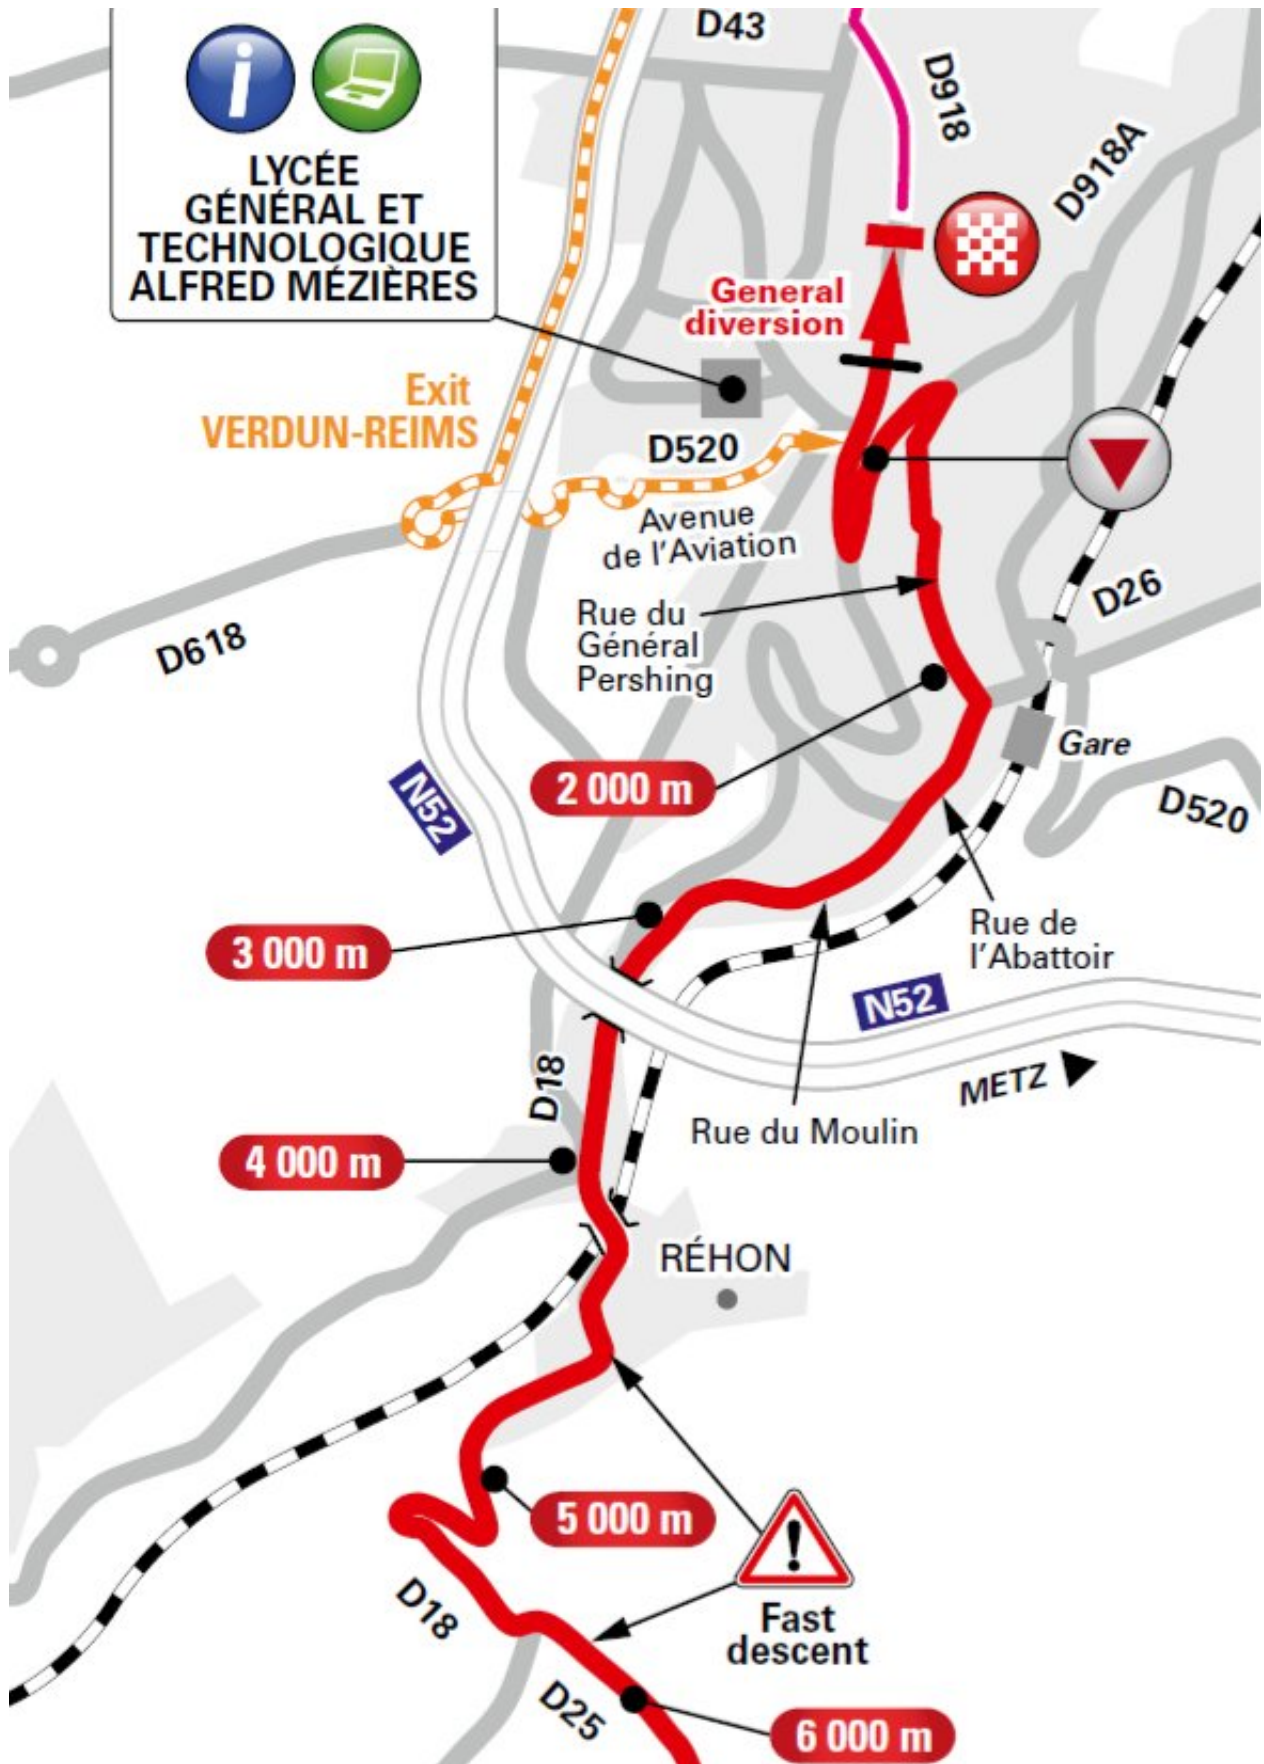 D43
D918
D918A
LYCÉE
GÉNÉRAL ET
TECHNOLOGIQUE
ALFRED MÉZIÈRES
General
diversion
Exit
VERDUN-REIMS
D520
Avenue
de l'Aviation
D26
D618
Rue du
Général
Pershing
Gare
2 000 m
N52
D520
3 000 m
Rue de
l'Abattoir
N52
D18
METZ
Rue du Moulin
4 000 m
RÉHON
5 000 m
D18
Fast
descent
D25
6 000 m